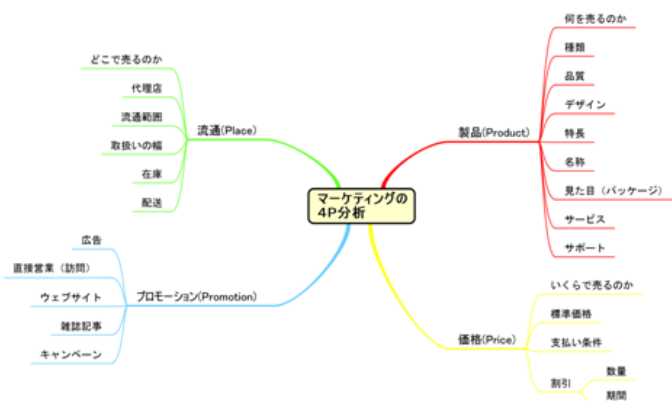 マーケティングの
4P分析
製品(Product)
何を売るのか
種類
品質
デザイン
特長
名称
見た目(パッケージ)
サービス
サポート
価格(Price)
いくらで売るのか
標準価格
支払い条件
割引
数量
期間
流通(Place)
どこで売るのか
代理店
流通範囲
取扱いの幅
在庫
配送
プロモーション(Promotion)
広告
直接営業(訪問)
ウェブサイト
雑誌記事
キャンペーン